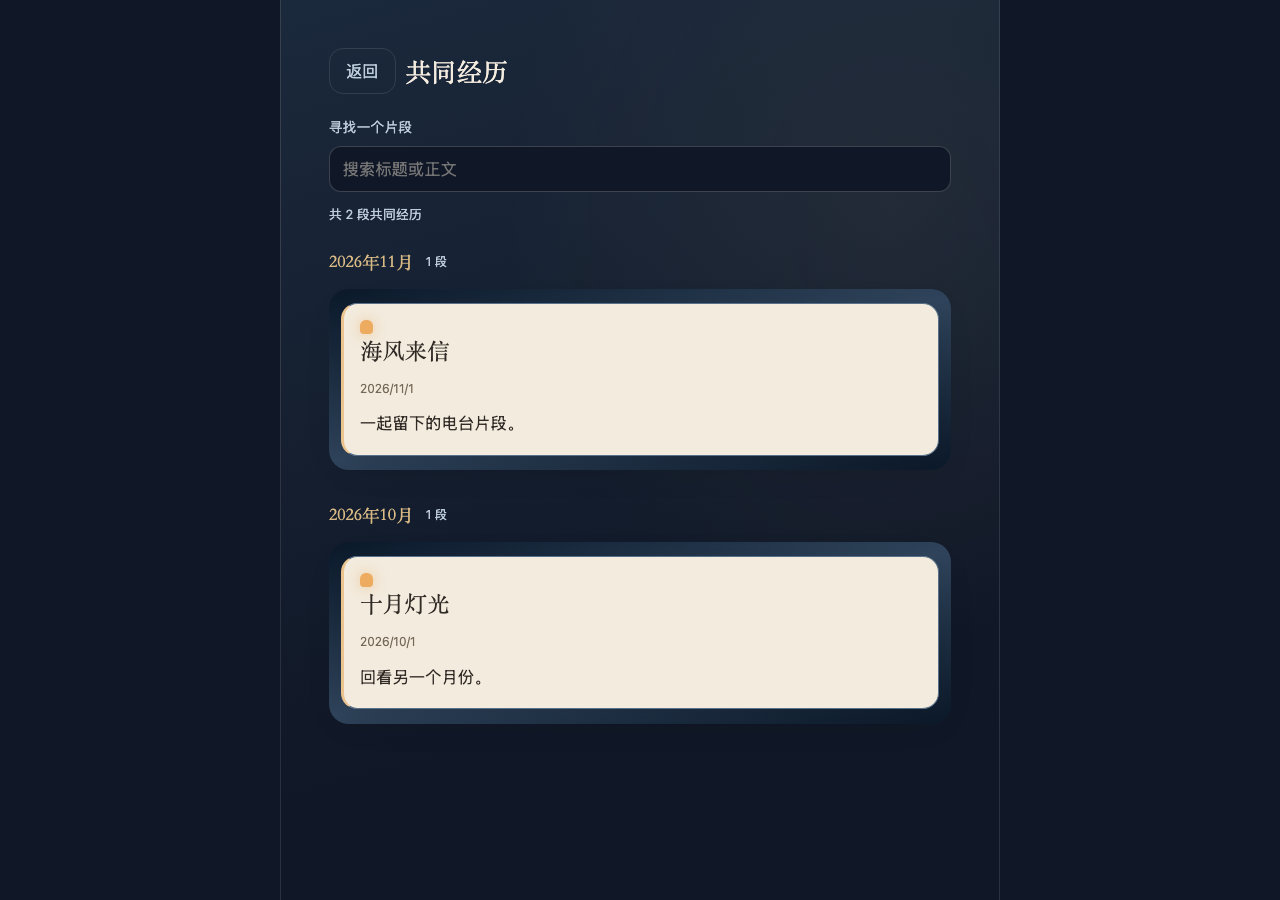 返回
共同经历
寻找一个片段
搜索标题或正文
共 2 段共同经历
2026年11月 1 段
海风来信
2026/11/1
一起留下的电台片段。
2026年10月 1 段
十月灯光
2026/10/1
回看另一个月份。